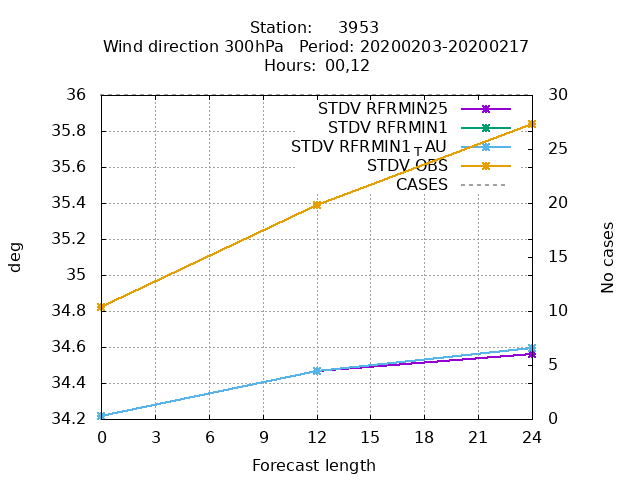 Station: 3953
Wind direction 300hPa Period: 20200203-20200217
Hours: 00,12
36
35.8
35.6
35.4
35.2
35
34.8
34.6
34.4
34.2
deg
STDV RFRMIN25
STDV RFRMIN1
STDV RFRMIN1TAU
STDV OBS
CASES
30
25
20
15
10
5
0
No cases
0 3 6 9 12 15 18 21 24
Forecast length